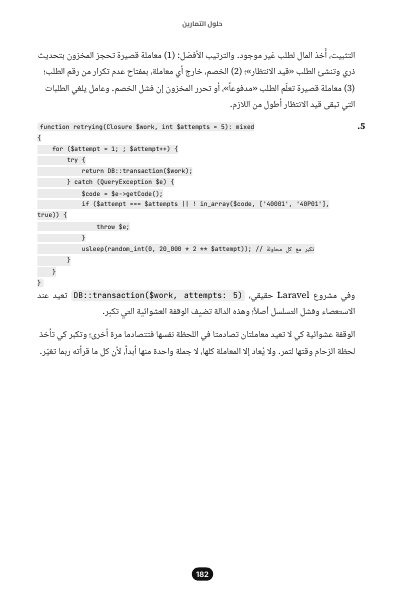 حلول التمارين
التثبيت، أُخذ المال لطلب غير موجود. والترتيب الأفضل: (1) معاملة قصيرة تحجز المخزون بتحديث
ذري وتنشئ الطلب «قيد الانتظار»؛ (2) الخصم، خارج أي معاملة، بمفتاح عدم تكرار من رقم الطلب؛
(3) معاملة قصيرة تعلّم الطلب «مدفوعاً»، أو تحرر المخزون إن فشل الخصم. وعامل يلغي الطلبات
التي تبقى قيد الانتظار أطول من اللازم.
.5
function retrying(Closure $work, int $attempts = 5): mixed
{
    for ($attempt = 1; ; $attempt++) {
        try {
            return DB::transaction($work);
        } catch (QueryException $e) {
            $code = $e->getCode();
            if ($attempt === $attempts || ! in_array($code, ['40001', '40P01'],
true)) {
                throw $e;
            }
            usleep(random_int(0, 20_000 * 2 ** $attempt)); // تكبر مع كل محاولة
        }
    }
}
وفي مشروع Laravel حقيقي، DB::transaction($work, attempts: 5) تعيد عند
الاستعصاء وفشل التسلسل أصلاً؛ وهذه الدالة تضيف الوقفة العشوائية التي تكبر.
الوقفة عشوائية كي لا تعيد معاملتان تصادمتا في اللحظة نفسها فتتصادما مرة أخرى؛ وتكبر كي تأخذ
لحظة الزحام وقتها لتمر. ولا يُعاد إلا المعاملة كلها، لا جملة واحدة منها أبداً، لأن كل ما قرأته ربما تغيّر.
182